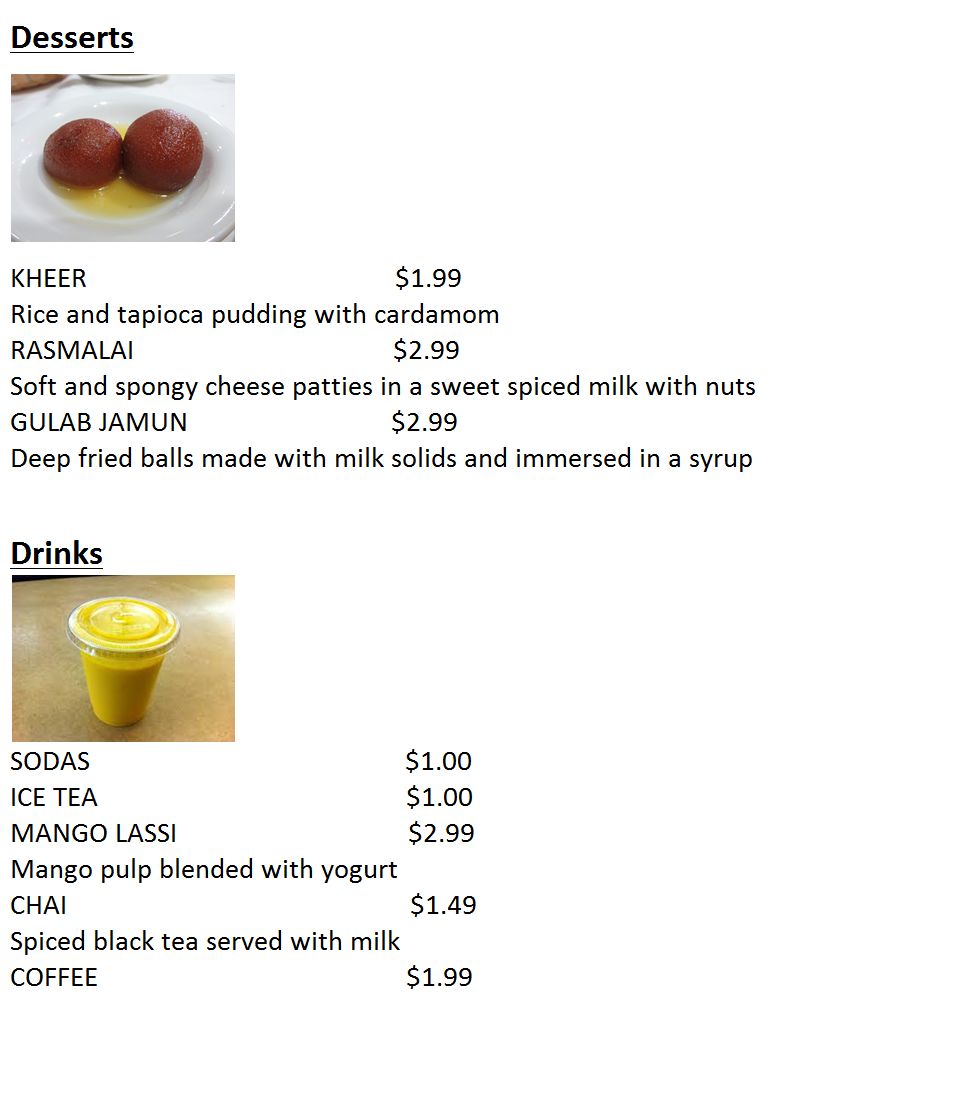 Desserts
KHEER $1.99
Rice and tapioca pudding with cardamom
RASMALAI $2.99
Soft and spongy cheese patties in a sweet spiced milk with nuts
GULAB JAMUN $2.99
Deep fried balls made with milk solids and immersed in a syrup
Drinks
SODAS $1.00
ICE TEA $1.00
MANGO LASSI $2.99
Mango pulp blended with yogurt
CHAI $1.49
Spiced black tea served with milk
COFFEE $1.99